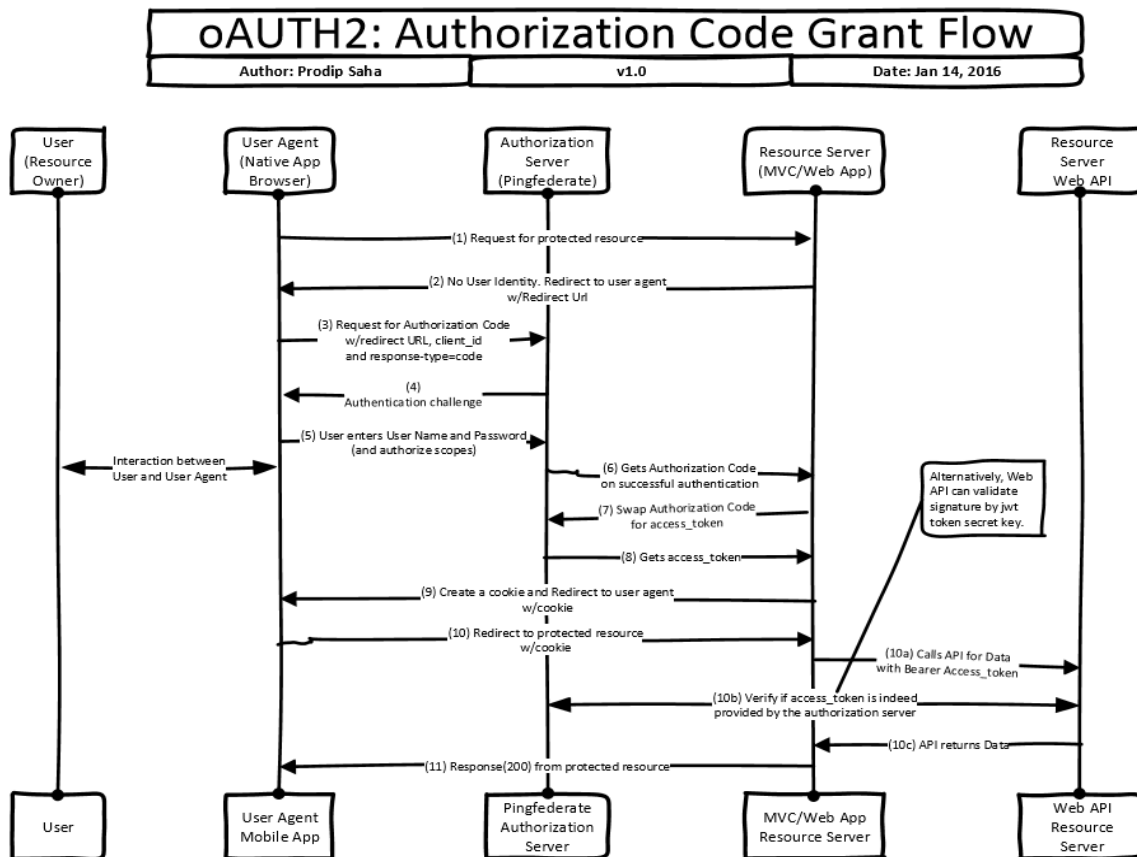 oAUTH2: Authorization Code Grant Flow
Author: Prodip Saha
v1.0
Date: Jan 14, 2016
User
(Resource
Owner)
User Agent
(Native App
Browser)
Authorization
Server
(Pingfederate)
Resource Server
(MVC/Web App)
Resource
Server
Web API
(1) Request for protected resource
(2) No User Identity. Redirect to user agent
w/Redirect Url
(3) Request for Authorization Code
w/redirect URL, client_id
and response-type=code
(4)
Authentication challenge
(5) User enters User Name and Password
(and authorize scopes)
Interaction between
User and User Agent
(6) Gets Authorization Code
on successful authentication
Alternatively, Web
API can validate
signature by jwt
token secret key.
(7) Swap Authorization Code
for access_token
(8) Gets access_token
(9) Create a cookie and Redirect to user agent
w/cookie
(10) Redirect to protected resource
w/cookie
(10a) Calls API for Data
with Bearer Access_token
(10b) Verify if access_token is indeed
provided by the authorization server
(10c) API returns Data
(11) Response(200) from protected resource
User
User Agent
Mobile App
Pingfederate
Authorization
Server
MVC/Web App
Resource Server
Web API
Resource
Server